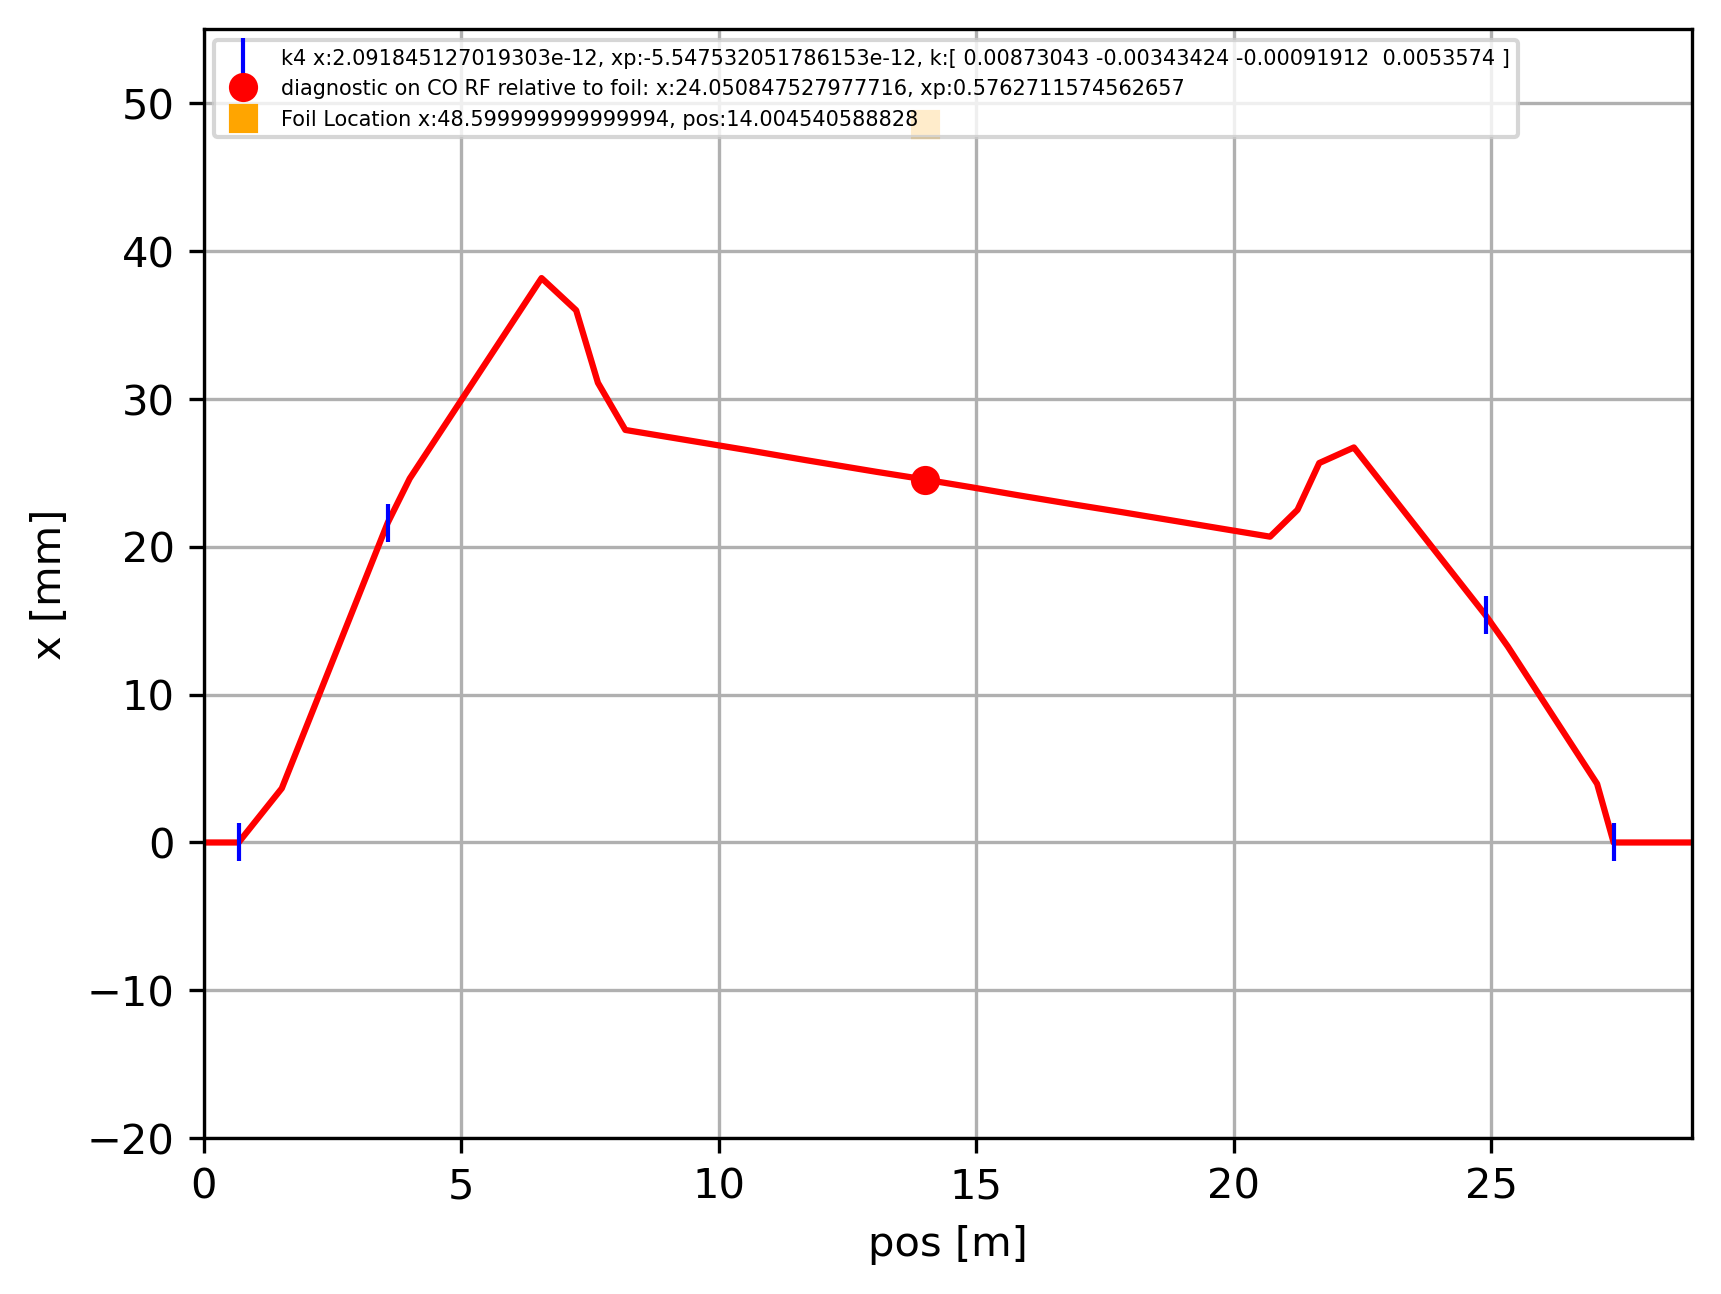 k4 x:2.091845127019303e-12, xp:-5.547532051786153e-12, k:[ 0.00873043 -0.00343424 -0.00091912  0.0053574 ]
diagnostic on CO RF relative to foil: x:24.050847527977716, xp:0.5762711574562657
Foil Location x:48.599999999999994, pos:14.004540588828
50
40
30
20
10
0
−10
−20
x [mm]
0 5 10 15 20 25
pos [m]